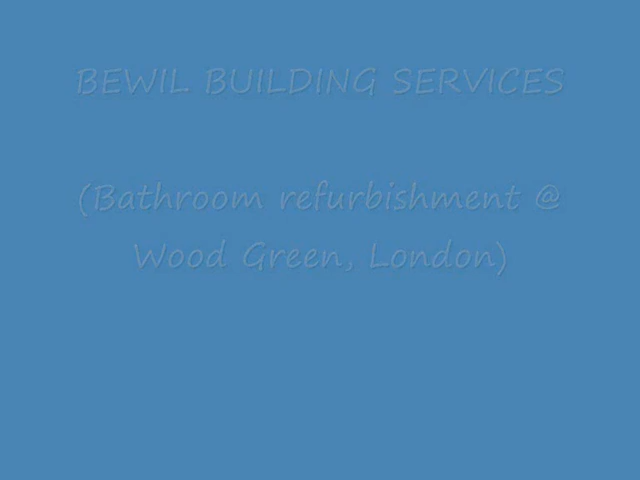 BEWIL BUILDING SERVICES
(Bathroom refurbishment @
Wood Green, London)